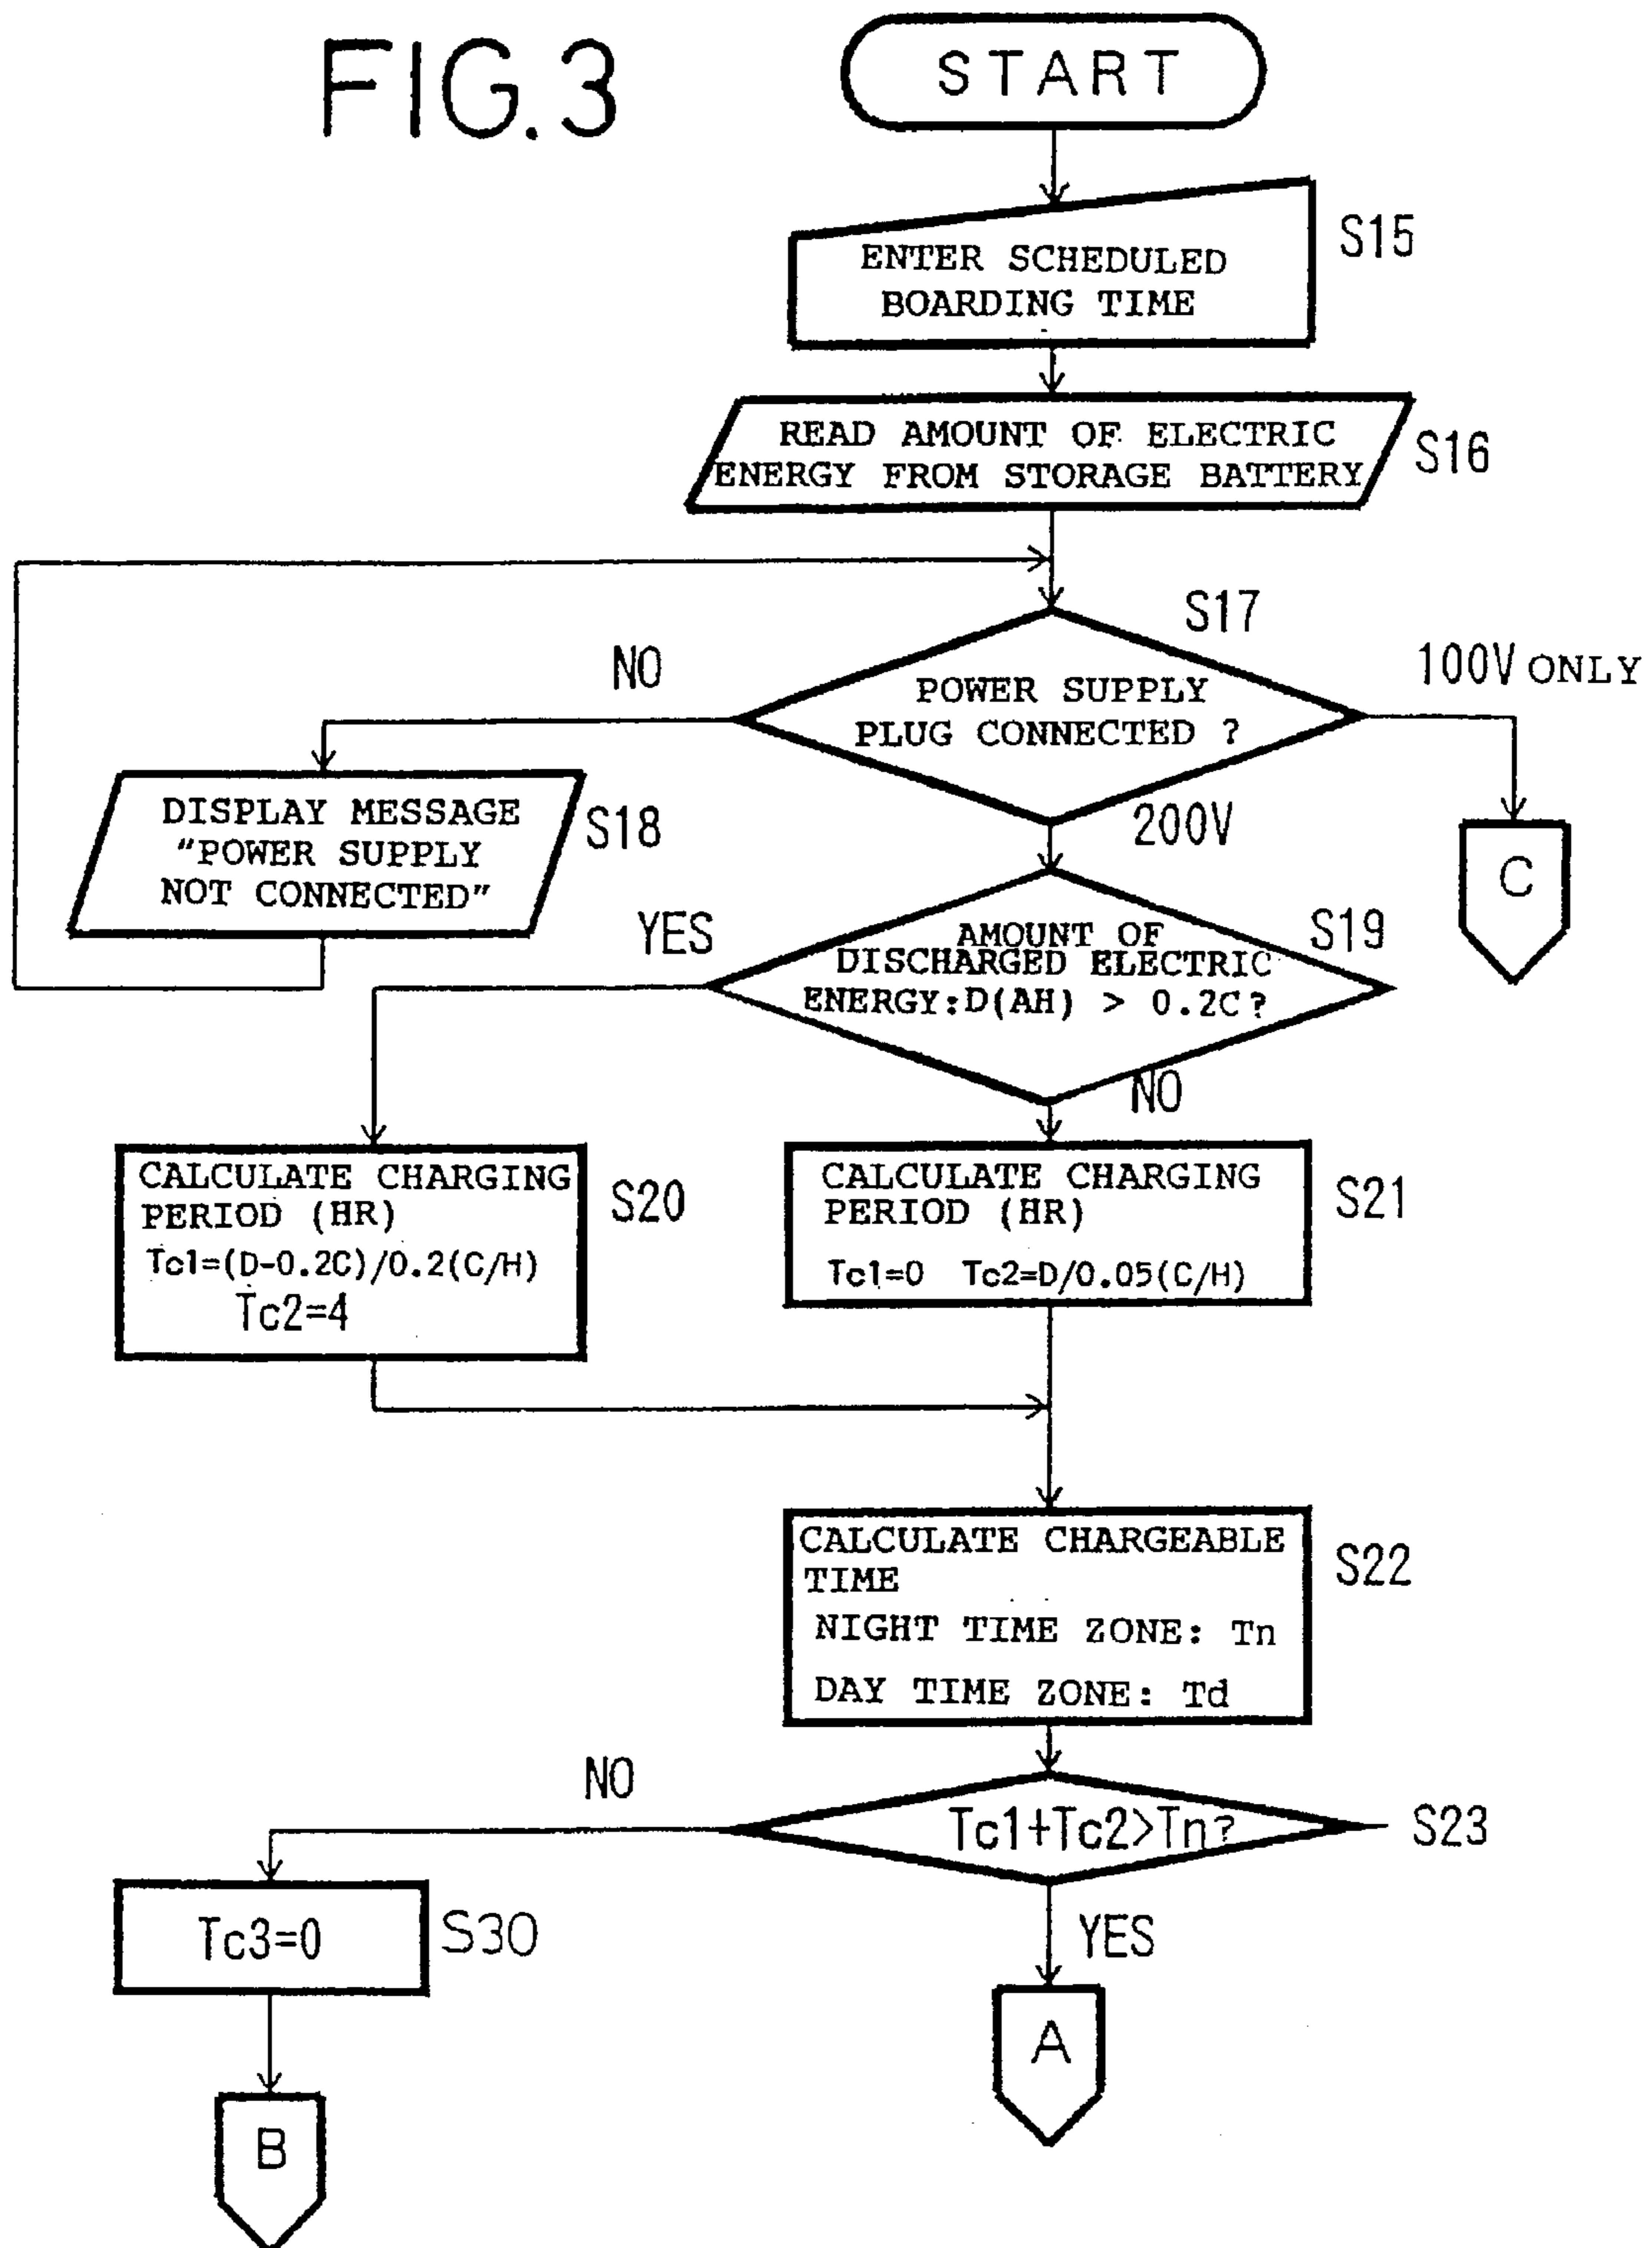 FIG.3
START
S15
ENTER SCHEDULED
BOARDING TIME
READ AMOUNT OF ELECTRIC
ENERGY FROM STORAGE BATTERY
S16
S17
NO
100V ONLY
POWER SUPPLY
PLUG CONNECTED ?
200V
DISPLAY MESSAGE
"POWER SUPPLY
NOT CONNECTED"
S18
C
YES
S19
AMOUNT OF
DISCHARGED ELECTRIC
ENERGY:D(AH) > 0.2C?
NO
CALCULATE CHARGING
PERIOD (HR)
Tc1=(D-0.2C)/0.2(C/H)
Tc2=4
S20
CALCULATE CHARGING
PERIOD (HR)
Tc1=0 Tc2=D/0.05(C/H)
S21
CALCULATE CHARGEABLE
TIME
NIGHT TIME ZONE: Tn
DAY TIME ZONE: Td
S22
NO
Tc1+Tc2>Tn?
S23
Tc3=0
S30
YES
A
B